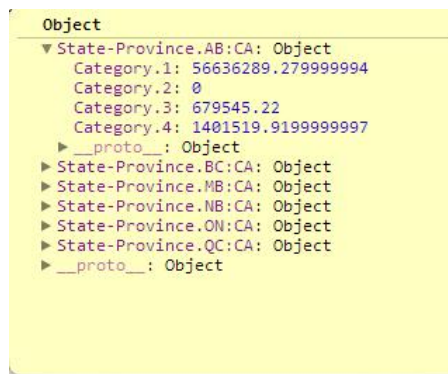 Object
▼ State-Province.AB:CA: Object
Category.1: 56636289.279999994
Category.2: 0
Category.3: 679545.22
Category.4: 1401519.9199999997
▶ __proto__: Object
▶ State-Province.BC:CA: Object
▶ State-Province.MB:CA: Object
▶ State-Province.NB:CA: Object
▶ State-Province.ON:CA: Object
▶ State-Province.QC:CA: Object
▶ __proto__: Object